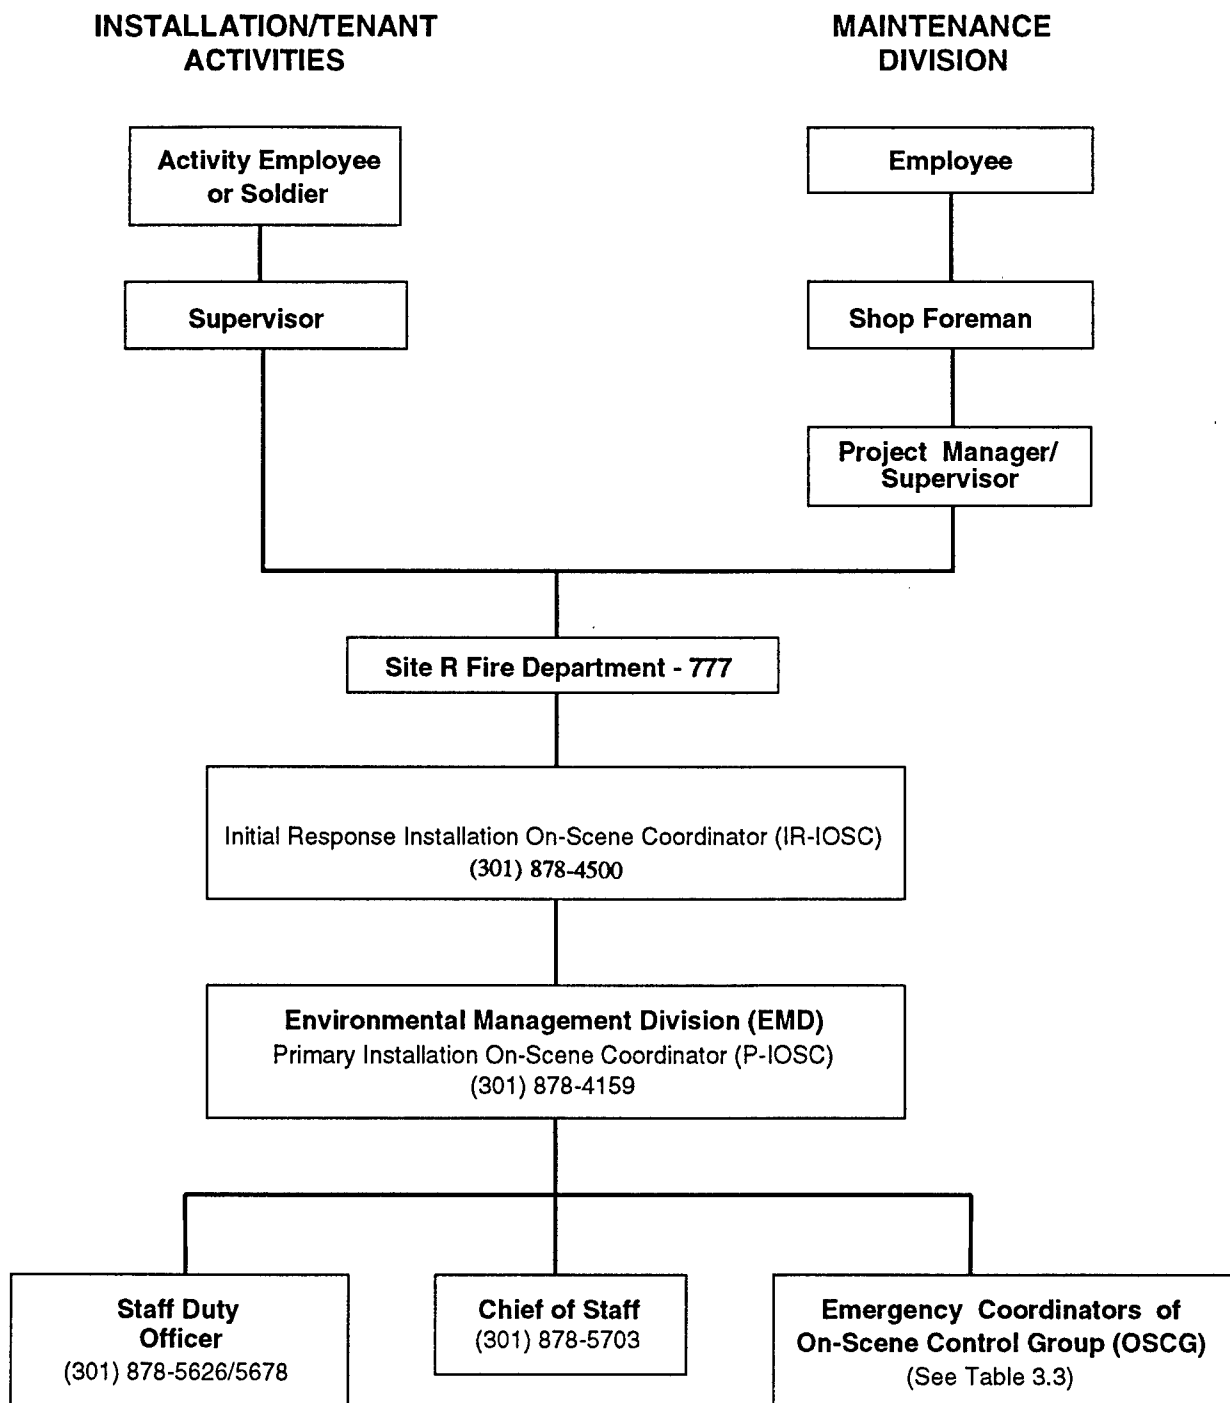 INSTALLATION/TENANT
ACTIVITIES
MAINTENANCE
DIVISION
Activity Employee
or Soldier
Employee
Supervisor
Shop Foreman
Project Manager/
Supervisor
Site R Fire Department - 777
Initial Response Installation On-Scene Coordinator (IR-IOSC)
(301) 878-4500
Environmental Management Division (EMD)
Primary Installation On-Scene Coordinator (P-IOSC)
(301) 878-4159
Staff Duty
Officer
(301) 878-5626/5678
Chief of Staff
(301) 878-5703
Emergency Coordinators of
On-Scene Control Group (OSCG)
(See Table 3.3)